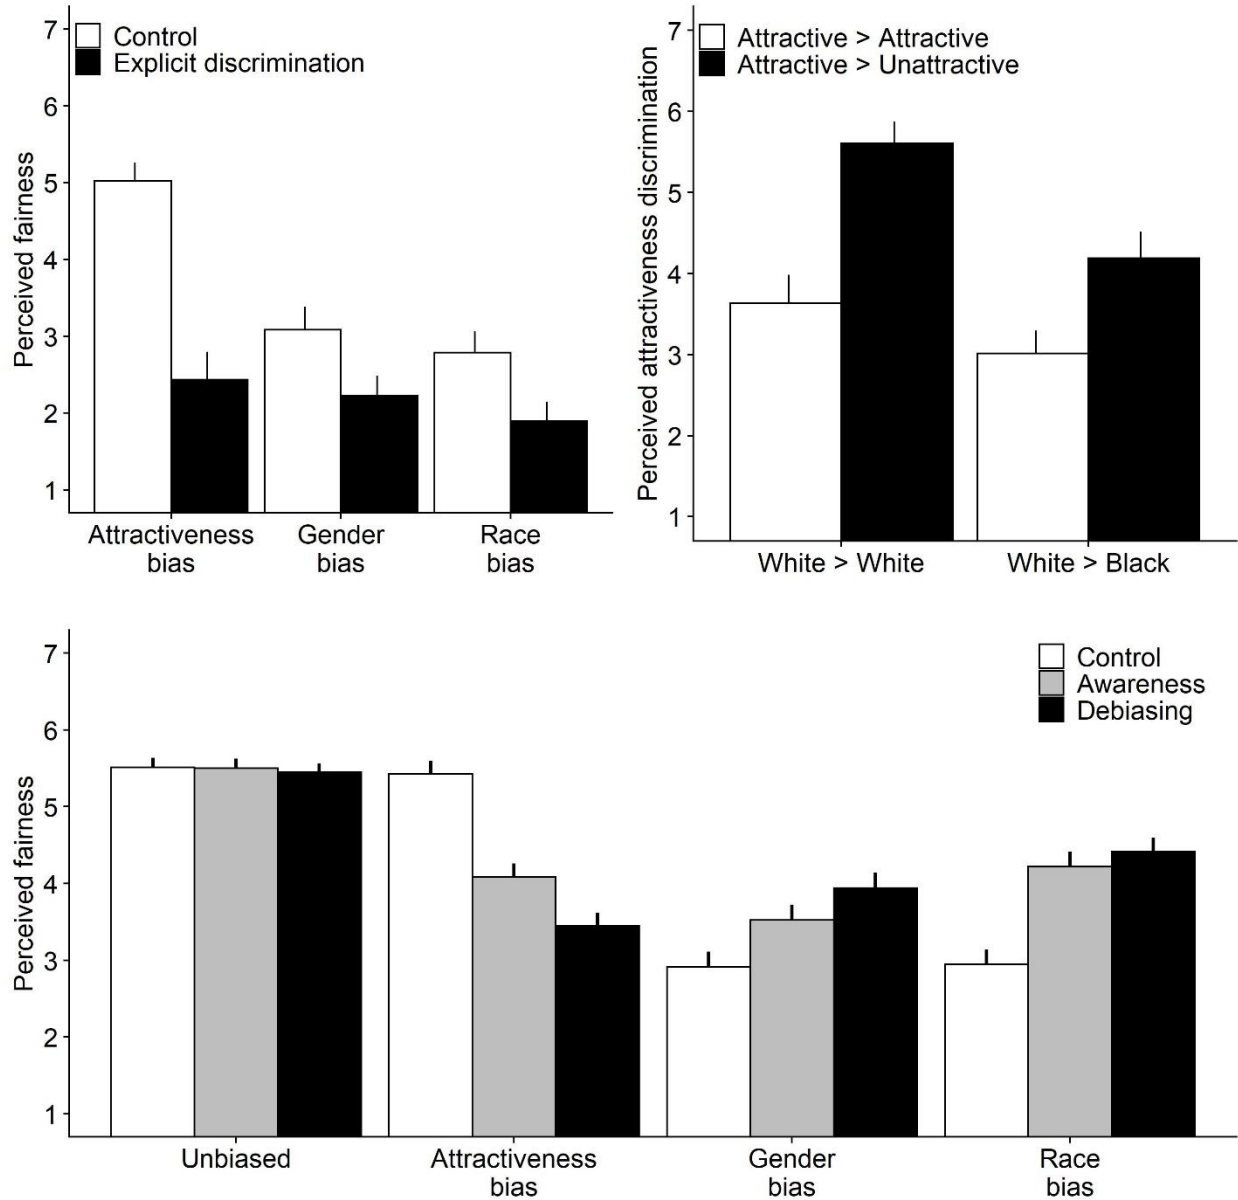 7
6
5
4
3
2
1
Perceived fairness
Control
Explicit discrimination
Attractiveness
bias
Gender
bias
Race
bias
7
6
5
4
3
2
1
Perceived attractiveness discrimination
Attractive > Attractive
Attractive > Unattractive
White > White
White > Black
7
6
5
4
3
2
1
Perceived fairness
Control
Awareness
Debiasing
Unbiased
Attractiveness
bias
Gender
bias
Race
bias